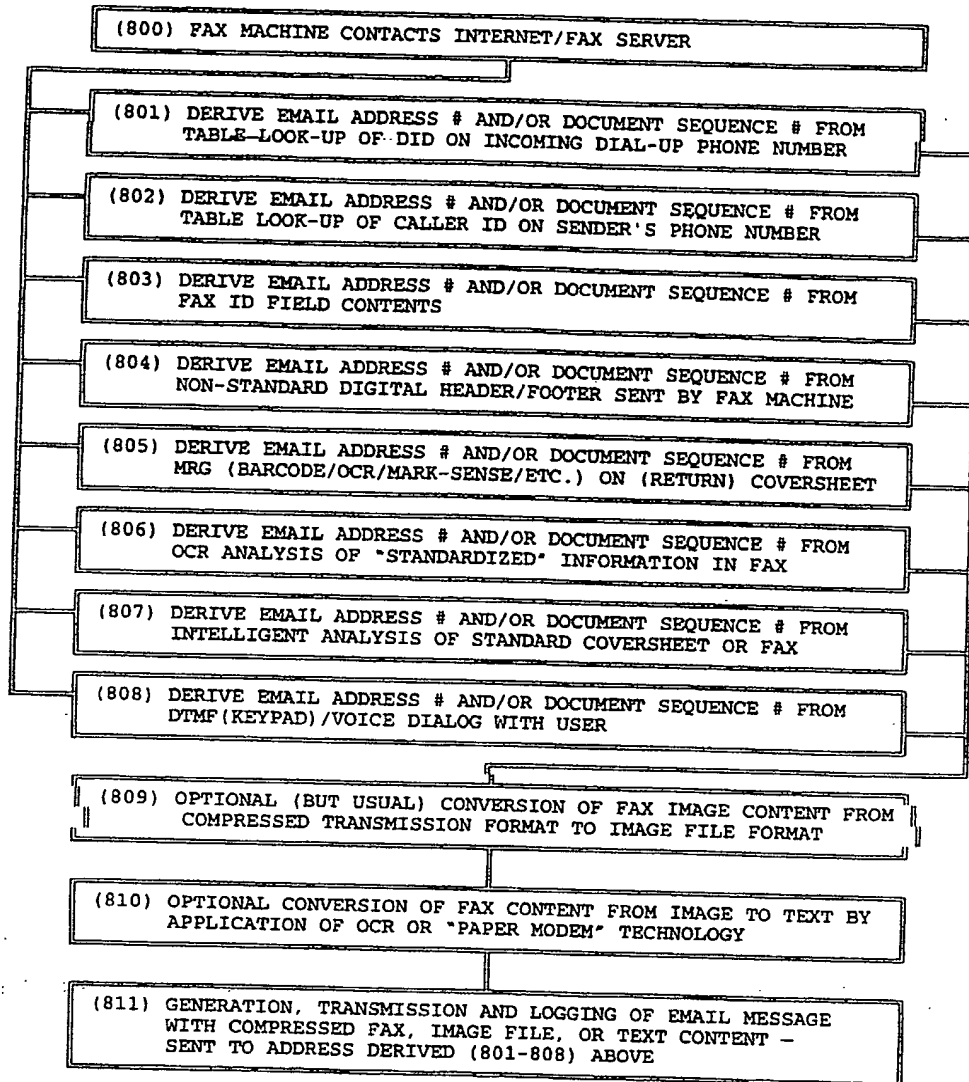 (800) FAX MACHINE CONTACTS INTERNET/FAX SERVER
(801) DERIVE EMAIL ADDRESS # AND/OR DOCUMENT SEQUENCE # FROM
TABLE LOOK-UP OF DID ON INCOMING DIAL-UP PHONE NUMBER
(802) DERIVE EMAIL ADDRESS # AND/OR DOCUMENT SEQUENCE # FROM
TABLE LOOK-UP OF CALLER ID ON SENDER'S PHONE NUMBER
(803) DERIVE EMAIL ADDRESS # AND/OR DOCUMENT SEQUENCE # FROM
FAX ID FIELD CONTENTS
(804) DERIVE EMAIL ADDRESS # AND/OR DOCUMENT SEQUENCE # FROM
NON-STANDARD DIGITAL HEADER/FOOTER SENT BY FAX MACHINE
(805) DERIVE EMAIL ADDRESS # AND/OR DOCUMENT SEQUENCE # FROM
MRG (BARCODE/OCR/MARK-SENSE/ETC.) ON (RETURN) COVERSHEET
(806) DERIVE EMAIL ADDRESS # AND/OR DOCUMENT SEQUENCE # FROM
OCR ANALYSIS OF "STANDARDIZED" INFORMATION IN FAX
(807) DERIVE EMAIL ADDRESS # AND/OR DOCUMENT SEQUENCE # FROM
INTELLIGENT ANALYSIS OF STANDARD COVERSHEET OR FAX
(808) DERIVE EMAIL ADDRESS # AND/OR DOCUMENT SEQUENCE # FROM
DTMF(KEYPAD)/VOICE DIALOG WITH USER
(809) OPTIONAL (BUT USUAL) CONVERSION OF FAX IMAGE CONTENT FROM
COMPRESSED TRANSMISSION FORMAT TO IMAGE FILE FORMAT
(810) OPTIONAL CONVERSION OF FAX CONTENT FROM IMAGE TO TEXT BY
APPLICATION OF OCR OR "PAPER MODEM" TECHNOLOGY
(811) GENERATION, TRANSMISSION AND LOGGING OF EMAIL MESSAGE
WITH COMPRESSED FAX, IMAGE FILE, OR TEXT CONTENT —
SENT TO ADDRESS DERIVED (801-808) ABOVE